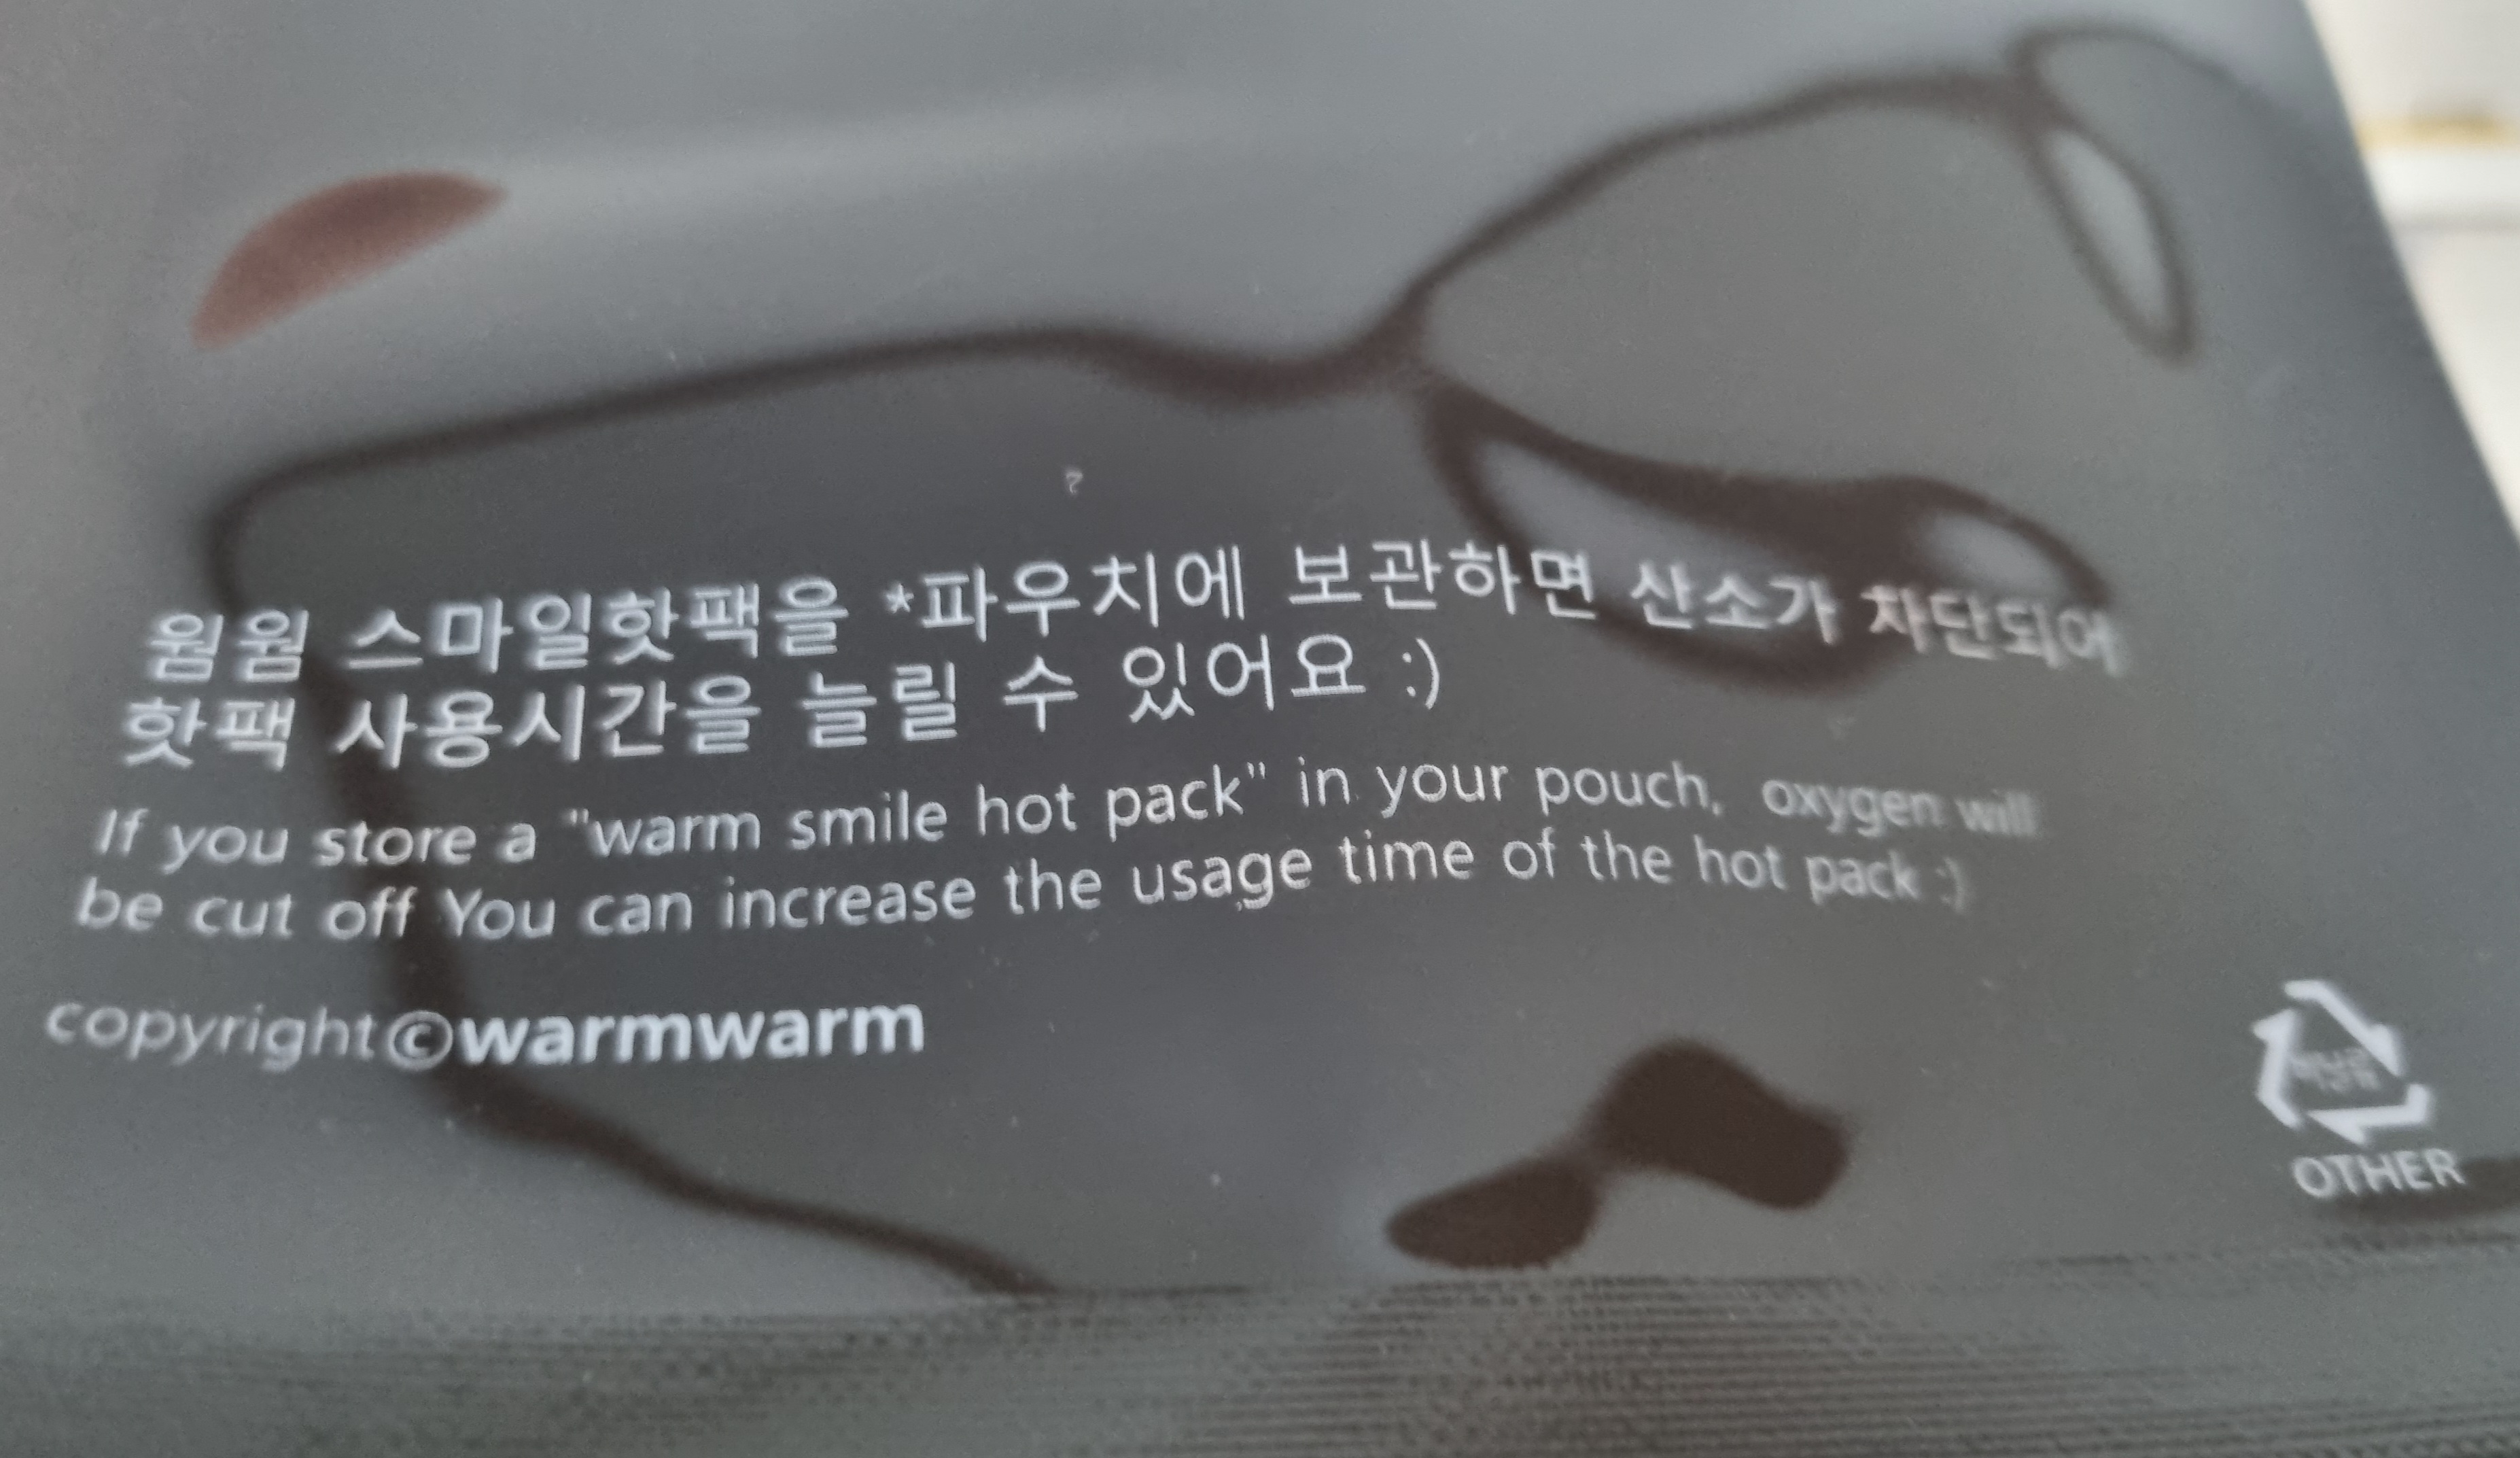 웜웜 스마일핫팩을 *파우치에 보관하면 산소가 차단되어
핫팩 사용시간을 늘릴 수 있어요 :)
If you store a "warm smile hot pack" in your pouch, oxygen will
be cut off You can increase the usage time of the hot pack :)
copyright©warmwarm
OTHER